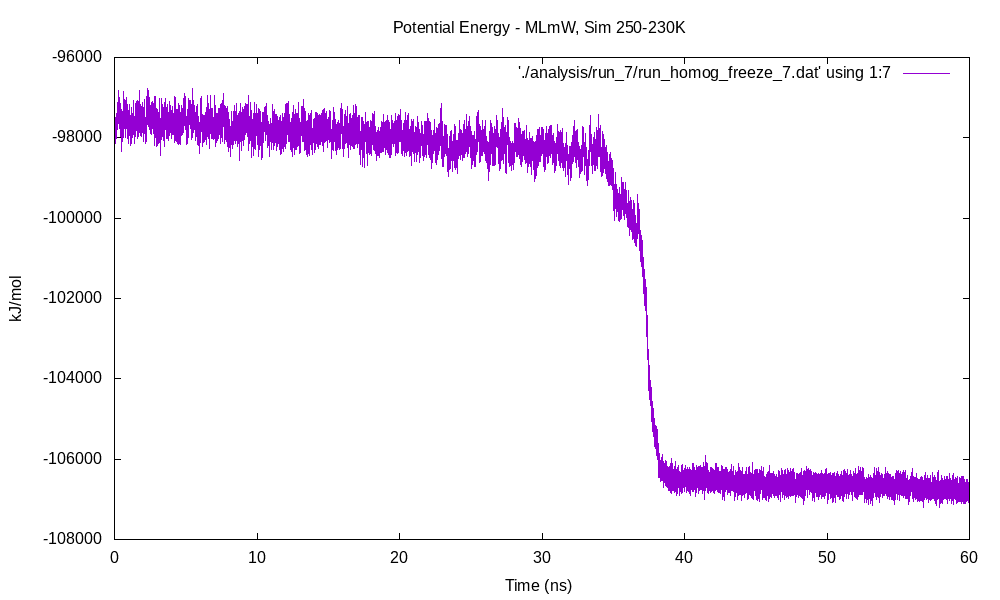 Potential Energy - MLmW, Sim 250-230K
'./analysis/run_7/run_homog_freeze_7.dat' using 1:7
-96000
-98000
-100000
-102000
-104000
-106000
-108000
kJ/mol
0 10 20 30 40 50 60
Time (ns)